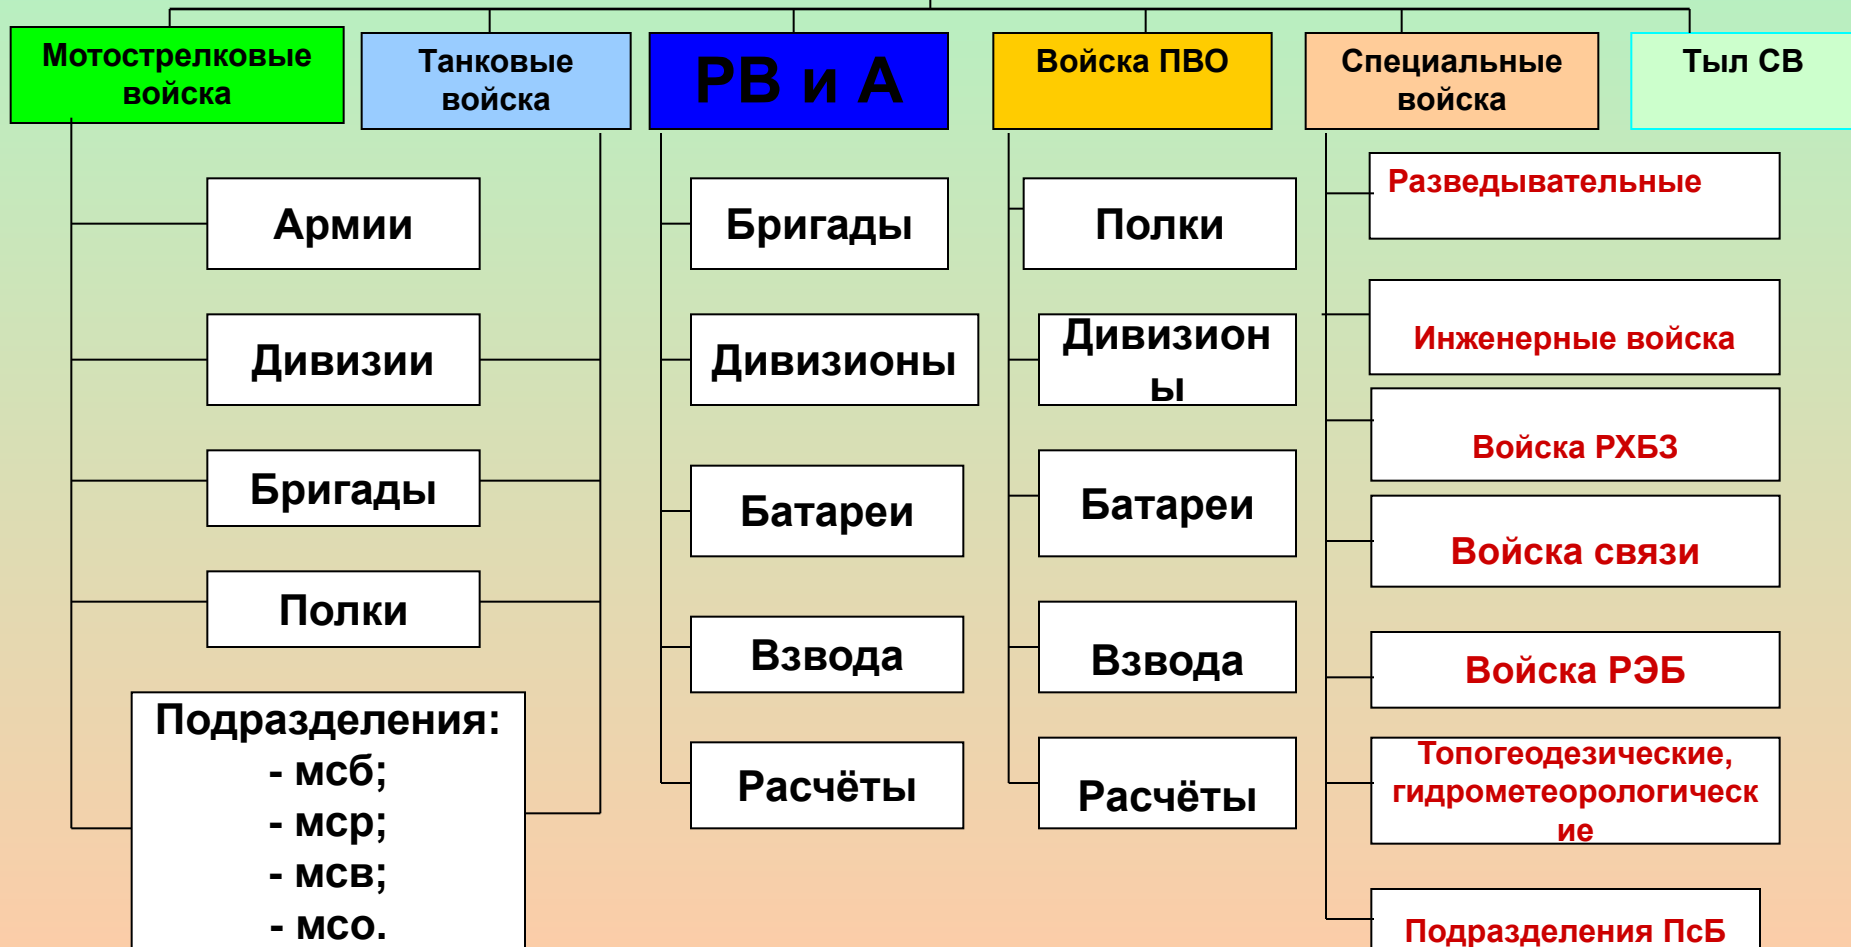 Мотострелковые
войска
Танковые
войска
РВ и А
Войска ПВО
Специальные
войска
Тыл СВ
Армии
Дивизии
Бригады
Полки
Подразделения:
- мсб;
- мср;
- мсв;
- мсо.
Бригады
Дивизионы
Батареи
Взвода
Расчёты
Полки
Дивизион
ы
Батареи
Взвода
Расчёты
Разведывательные
Инженерные войска
Войска РХБЗ
Войска связи
Войска РЭБ
Топогеодезические,
гидрометеорологическ
ие
Подразделения ПсБ